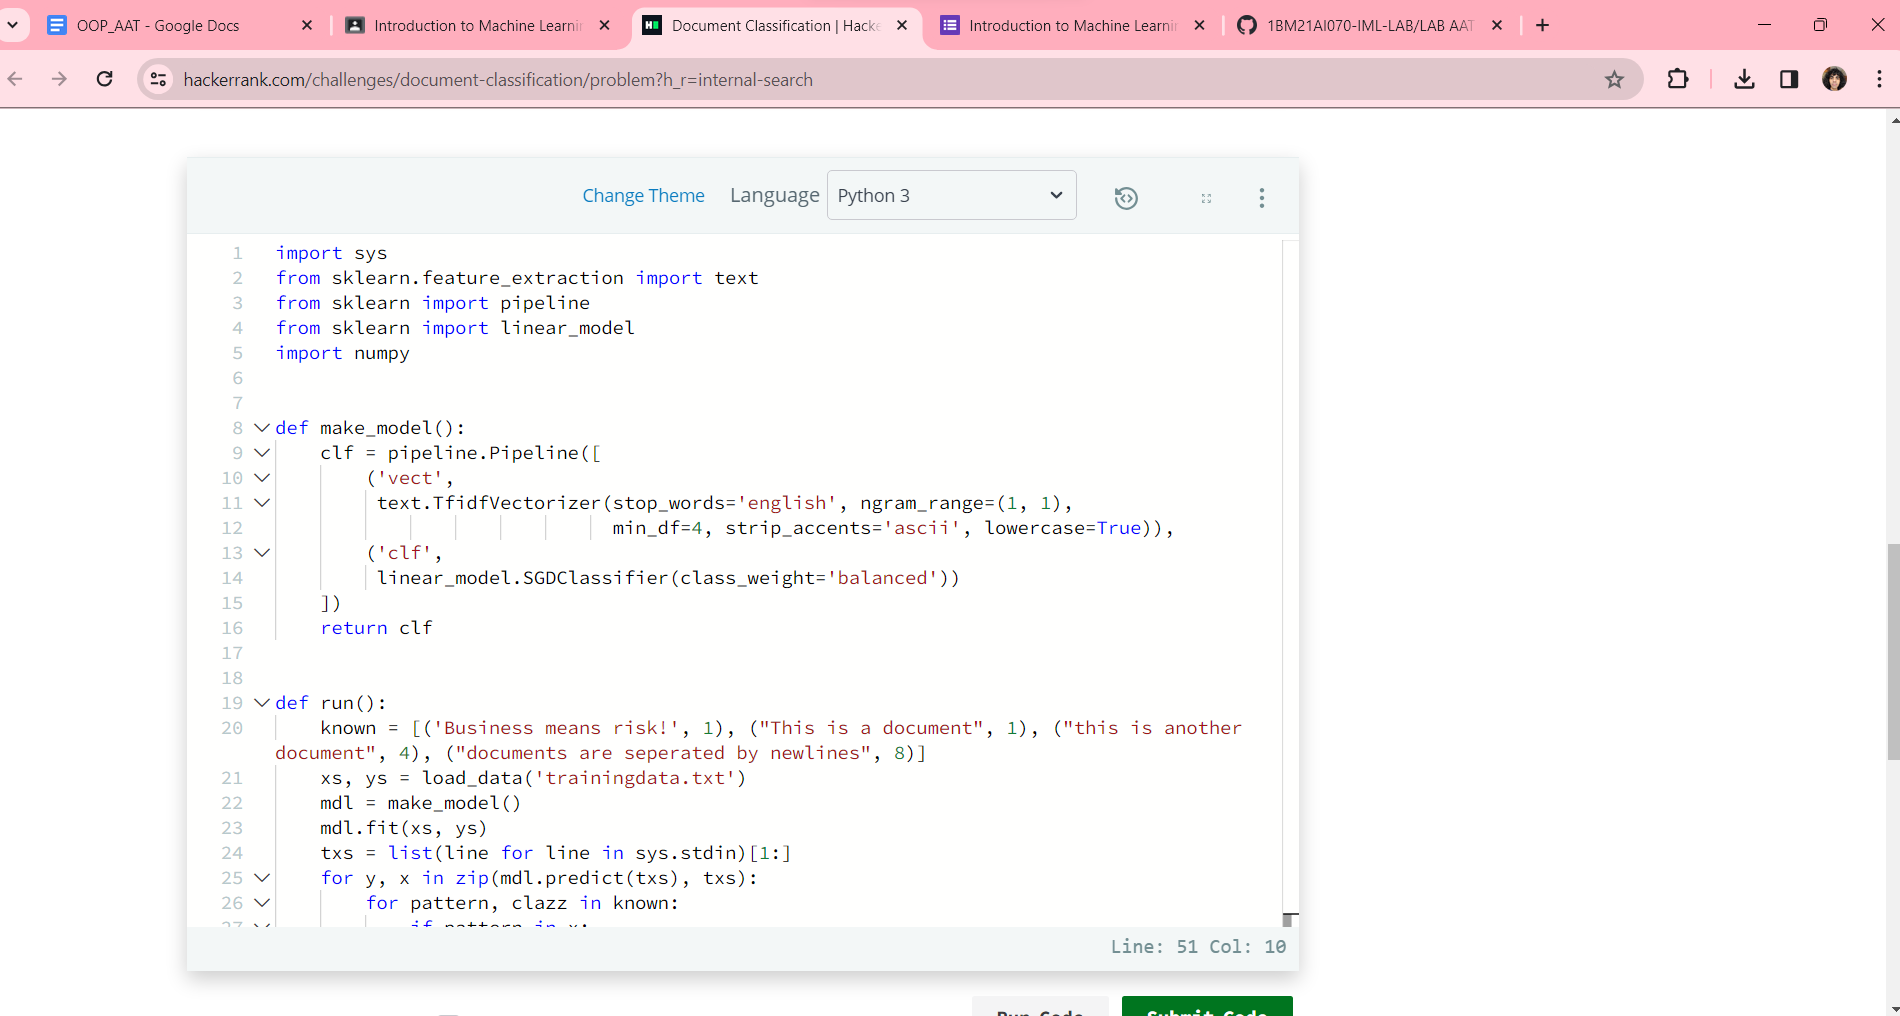 OOP_AAT - Google Docs
Introduction to Machine Learnin
Document Classification | Hacke
Introduction to Machine Learnin
1BM21AI070-IML-LAB/LAB AAT
hackerrank.com/challenges/document-classification/problem?h_r=internal-search
Change Theme Language Python 3
1 import sys
2 from sklearn.feature_extraction import text
3 from sklearn import pipeline
4 from sklearn import linear_model
5 import numpy
6
7
8 def make_model():
9 clf = pipeline.Pipeline([
10 ('vect',
11 text.TfidfVectorizer(stop_words='english', ngram_range=(1, 1),
12 min_df=4, strip_accents='ascii', lowercase=True)),
13 ('clf',
14 linear_model.SGDClassifier(class_weight='balanced'))
15 ])
16 return clf
17
18
19 def run():
20 known = [('Business means risk!', 1), ("This is a document", 1), ("this is another
document", 4), ("documents are seperated by newlines", 8)]
21 xs, ys = load_data('trainingdata.txt')
22 mdl = make_model()
23 mdl.fit(xs, ys)
24 txs = list(line for line in sys.stdin)[1:]
25 for y, x in zip(mdl.predict(txs), txs):
26 for pattern, clazz in known:
27 if pattern in x:
Line: 51 Col: 10
Run Code
Submit Code